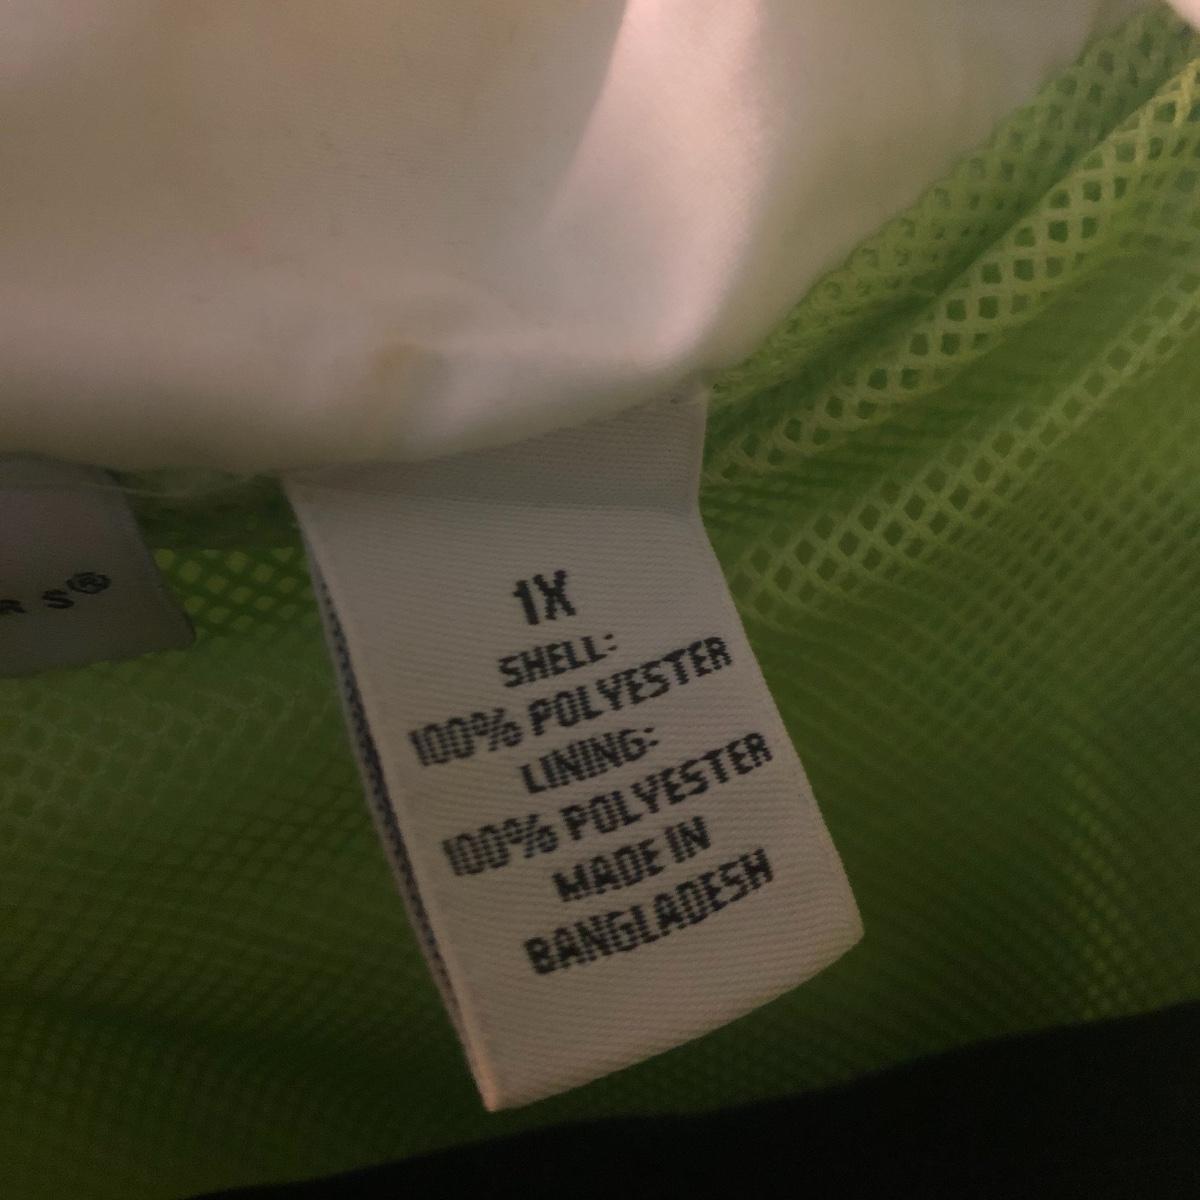 1X
SHELL:
100% POLYESTER
LINING:
100% POLYESTER
MADE IN
BANGLADESH
R S®